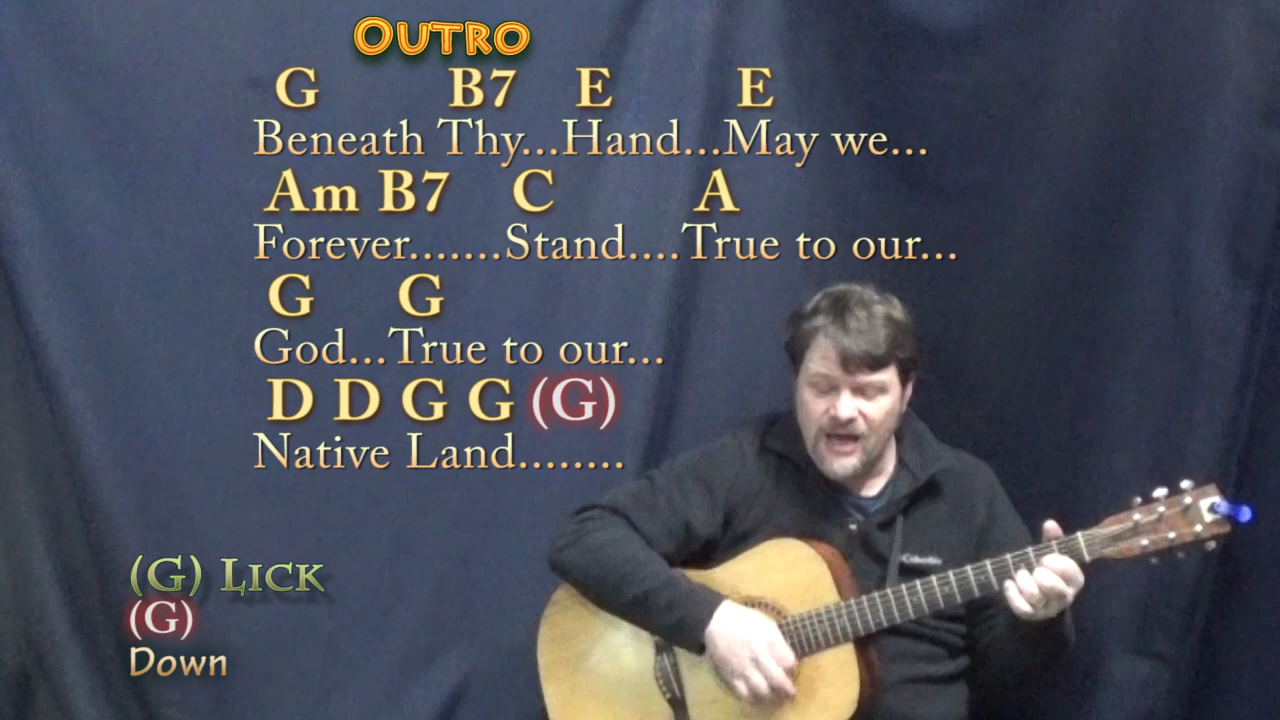 OUTRO
G B7 E E
Beneath Thy...Hand...May we...
Am B7 C A
Forever.......Stand....True to our...
G G
God...True to our...
D D G G (G)
Native Land........
(G) LICK
(G)
Down
Columbia